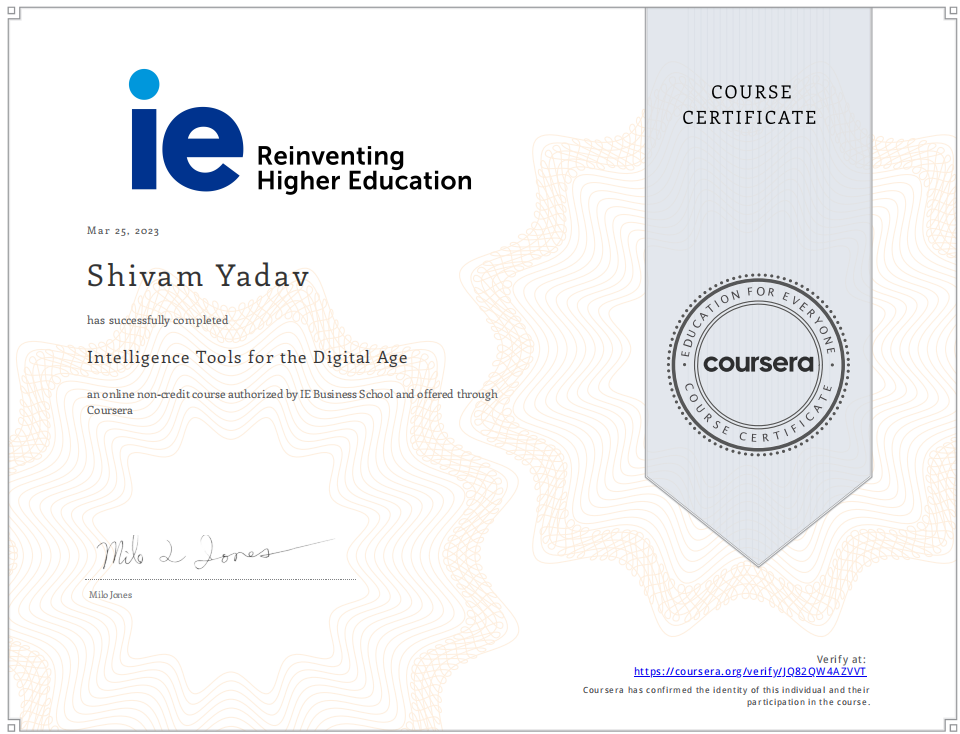 ie Reinventing
Higher Education
COURSE
CERTIFICATE
Mar 25, 2023
Shivam Yadav
has successfully completed
Intelligence Tools for the Digital Age
an online non-credit course authorized by IE Business School and offered through
Coursera
EDUCATION FOR EVERYONE
coursera
COURSE CERTIFICATE
Milo L Jones
Milo Jones
Verify at:
https://coursera.org/verify/JQ82QW4AZVVT
Coursera has confirmed the identity of this individual and their
participation in the course.